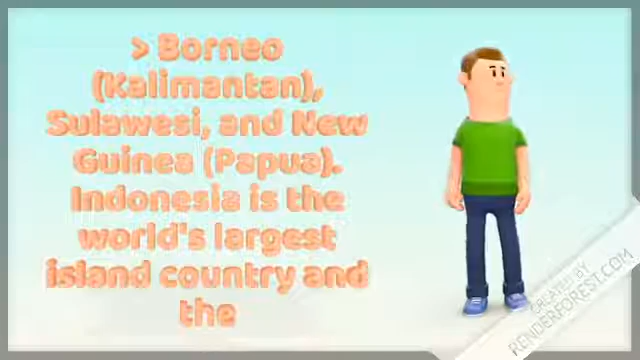 > Borneo
(Kalimantan),
Sulawesi, and New
Guinea (Papua).
Indonesia is the
world's largest
island country and
the
CREATED BY
RENDERFOREST.COM